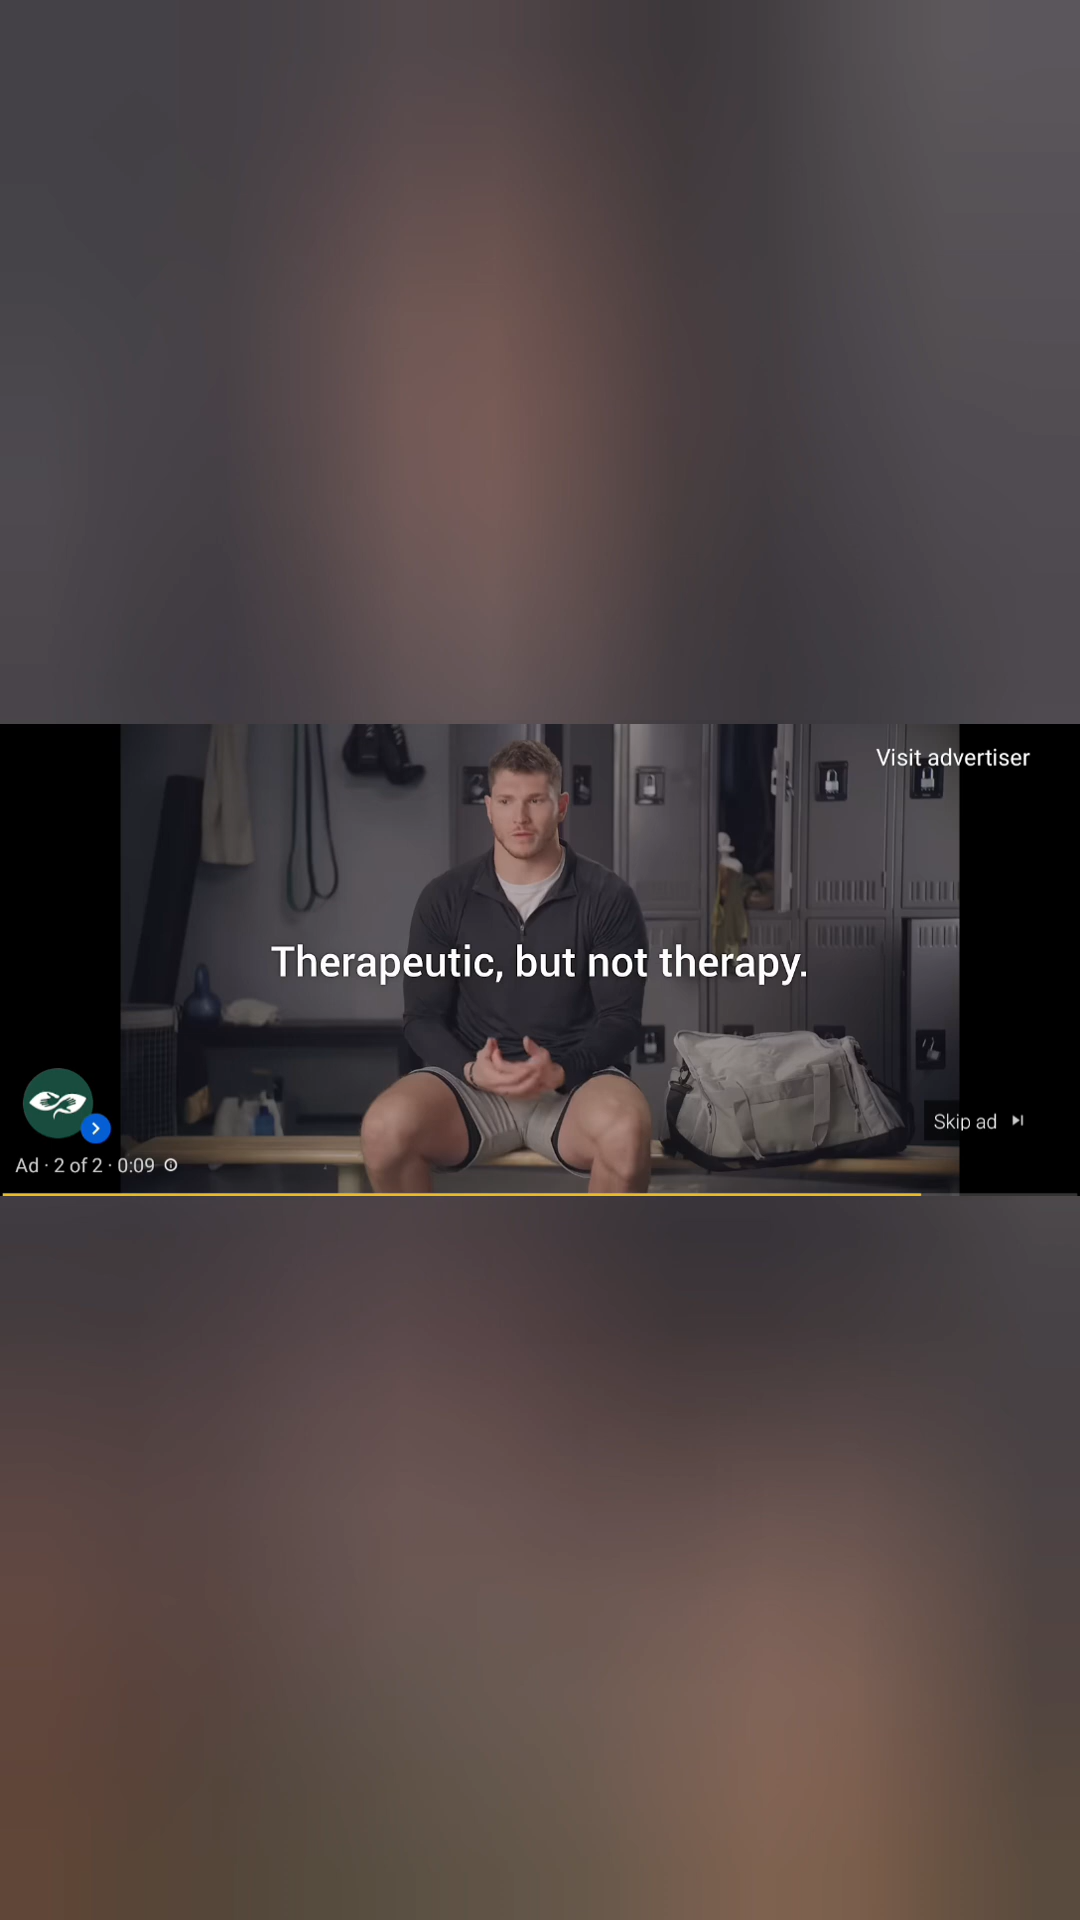 Visit advertiser
Therapeutic, but not therapy.
Skip ad
Ad · 2 of 2 · 0:09